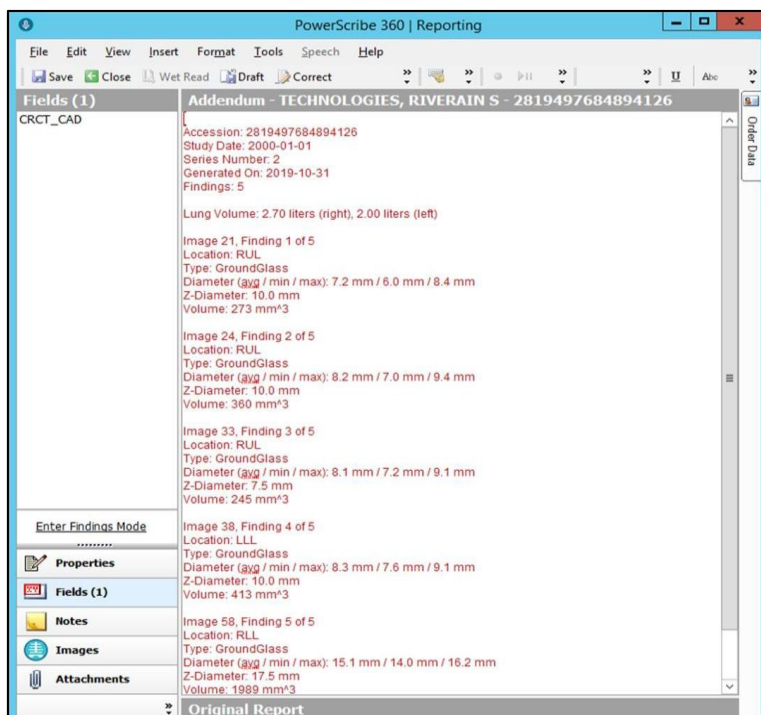 PowerScribe 360 | Reporting
File Edit View Insert Format Tools Speech Help
Save Close Wet Read Draft Correct U Abc
Fields (1)
CRCT_CAD
Enter Findings Mode
Properties
Fields (1)
Notes
Images
Attachments
Addendum - TECHNOLOGIES, RIVERAIN S - 2819497684894126
[
Accession: 2819497684894126
Study Date: 2000-01-01
Series Number: 2
Generated On: 2019-10-31
Findings: 5
Lung Volume: 2.70 liters (right), 2.00 liters (left)
Image 21, Finding 1 of 5
Location: RUL
Type: GroundGlass
Diameter (avg / min / max): 7.2 mm / 6.0 mm / 8.4 mm
Z-Diameter: 10.0 mm
Volume: 273 mm^3
Image 24, Finding 2 of 5
Location: RUL
Type: GroundGlass
Diameter (avg / min / max): 8.2 mm / 7.0 mm / 9.4 mm
Z-Diameter: 10.0 mm
Volume: 360 mm^3
Image 33, Finding 3 of 5
Location: RUL
Type: GroundGlass
Diameter (avg / min / max): 8.1 mm / 7.2 mm / 9.1 mm
Z-Diameter: 7.5 mm
Volume: 245 mm^3
Image 38, Finding 4 of 5
Location: LLL
Type: GroundGlass
Diameter (avg / min / max): 8.3 mm / 7.6 mm / 9.1 mm
Z-Diameter: 10.0 mm
Volume: 413 mm^3
Image 58, Finding 5 of 5
Location: RLL
Type: GroundGlass
Diameter (avg / min / max): 15.1 mm / 14.0 mm / 16.2 mm
Z-Diameter: 17.5 mm
Volume: 1989 mm^3
Original Report
Order Data